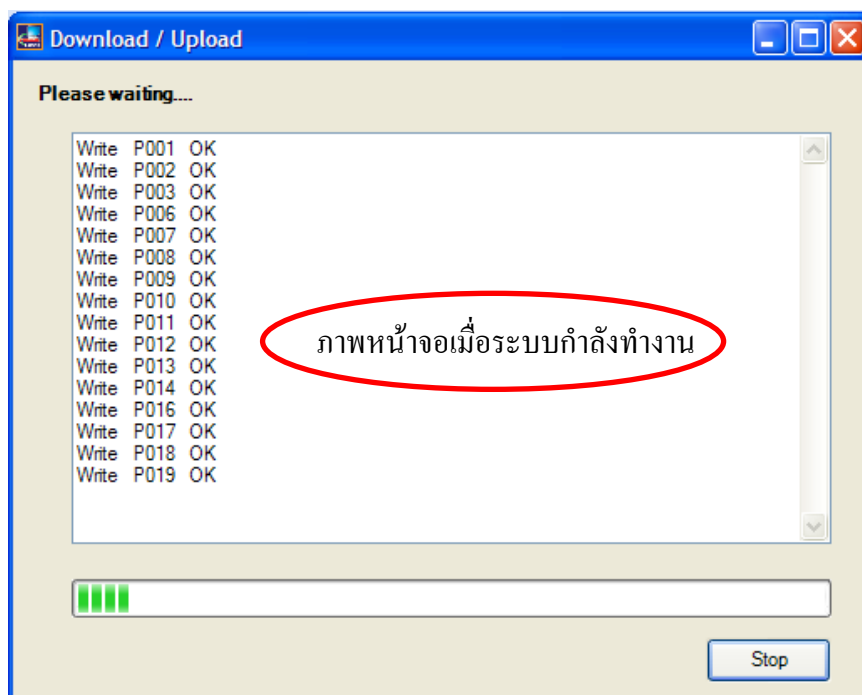 Download / Upload
Please waiting....
Write P001 OK
Write P002 OK
Write P003 OK
Write P006 OK
Write P007 OK
Write P008 OK
Write P009 OK
Write P010 OK
Write P011 OK
Write P012 OK
Write P013 OK
Write P014 OK
Write P016 OK
Write P017 OK
Write P018 OK
Write P019 OK
ภาพหน้าจอเมื่อระบบกำลังทำงาน
Stop